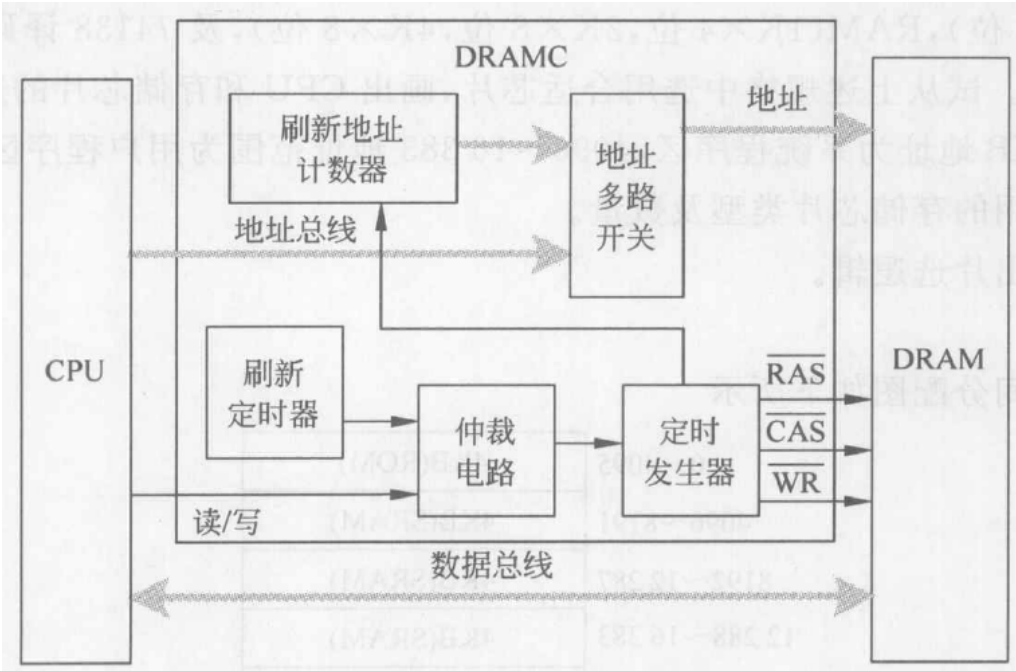 DRAMC
刷新地址
计数器
地址
多路
开关
地址
地址总线
CPU
刷新
定时器
仲裁
电路
定时
发生器
RAS
CAS
WR
DRAM
读/写
数据总线